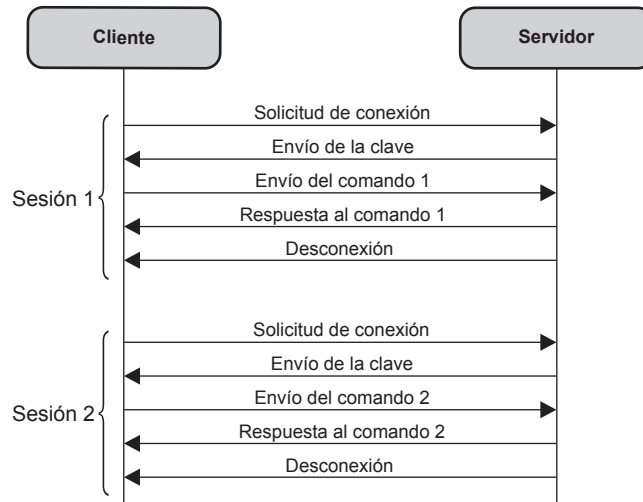 Cliente
Servidor
Solicitud de conexión
Envío de la clave
Sesión 1
Envío del comando 1
Respuesta al comando 1
Desconexión
Solicitud de conexión
Envío de la clave
Sesión 2
Envío del comando 2
Respuesta al comando 2
Desconexión